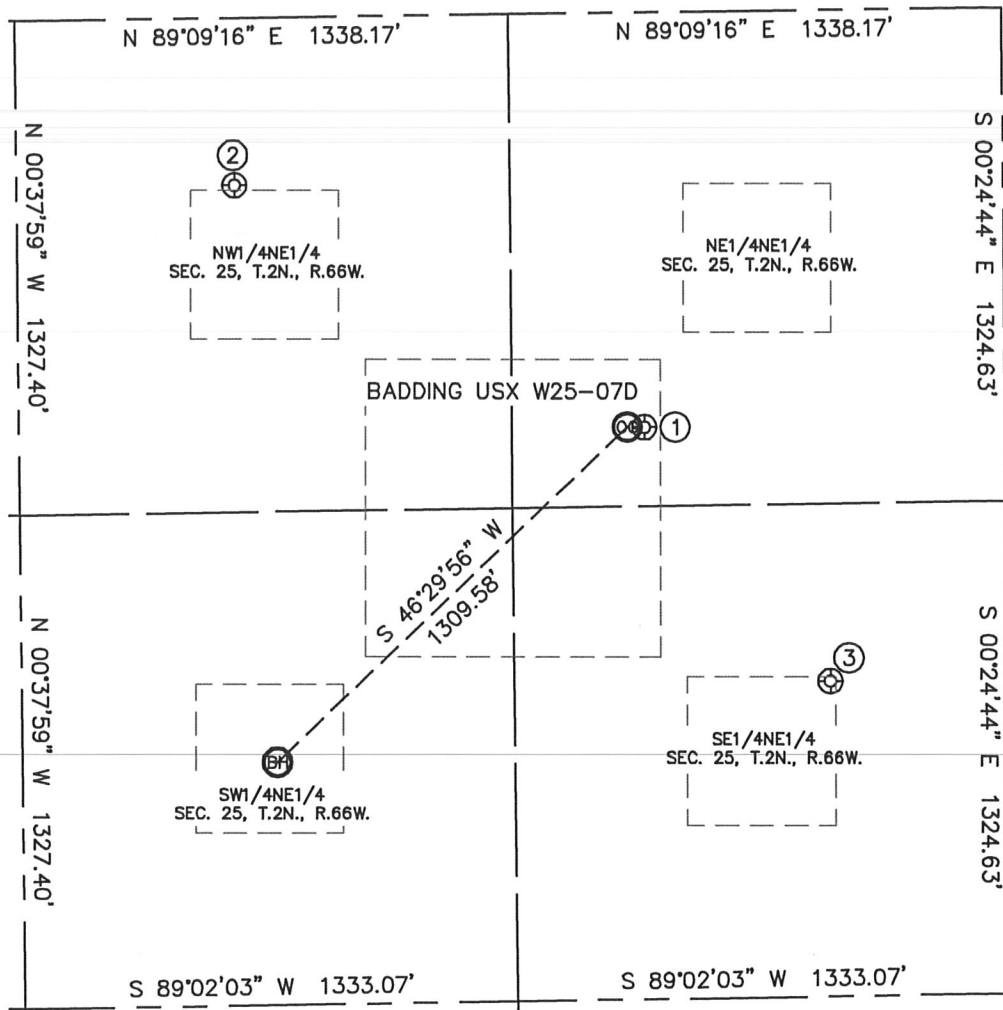 N 89°09'16" E 1338.17'
N 89°09'16" E 1338.17'
N 00°37'59" W 1327.40'
S 00°24'44" E 1324.63'
2
NW1/4NE1/4
SEC. 25, T.2N., R.66W.
NE1/4NE1/4
SEC. 25, T.2N., R.66W.
BADDING USX W25-07D
1
S 46°29'56" W
1309.58'
N 00°37'59" W 1327.40'
S 00°24'44" E 1324.63'
3
SE1/4NE1/4
SEC. 25, T.2N., R.66W.
BH
SW1/4NE1/4
SEC. 25, T.2N., R.66W.
S 89°02'03" W 1333.07'
S 89°02'03" W 1333.07'